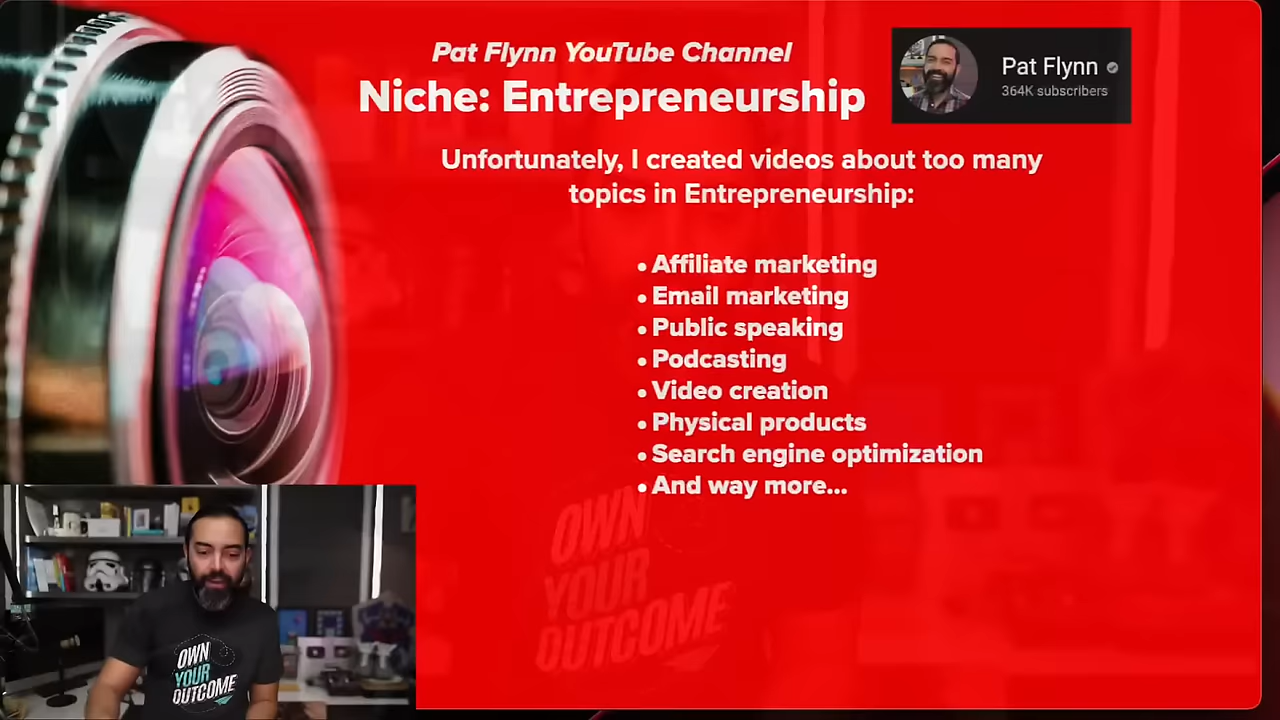 Pat Flynn YouTube Channel
Niche: Entrepreneurship
Pat Flynn
364K subscribers
Unfortunately, I created videos about too many
topics in Entrepreneurship:
• Affiliate marketing
• Email marketing
• Public speaking
• Podcasting
• Video creation
• Physical products
• Search engine optimization
• And way more...
OWN
YOUR
OUTCOME
OWN
YOUR
OUTCOME